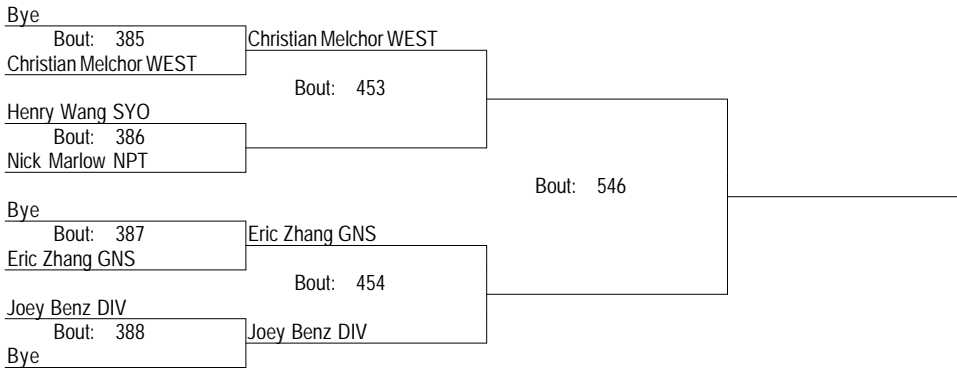 Bye
Bout: 385
Christian Melchor WEST
Christian Melchor WEST
Bout: 453
Henry Wang SYO
Bout: 386
Nick Marlow NPT
Bout: 546
Bye
Bout: 387
Eric Zhang GNS
Eric Zhang GNS
Bout: 454
Joey Benz DIV
Bout: 388
Joey Benz DIV
Bye